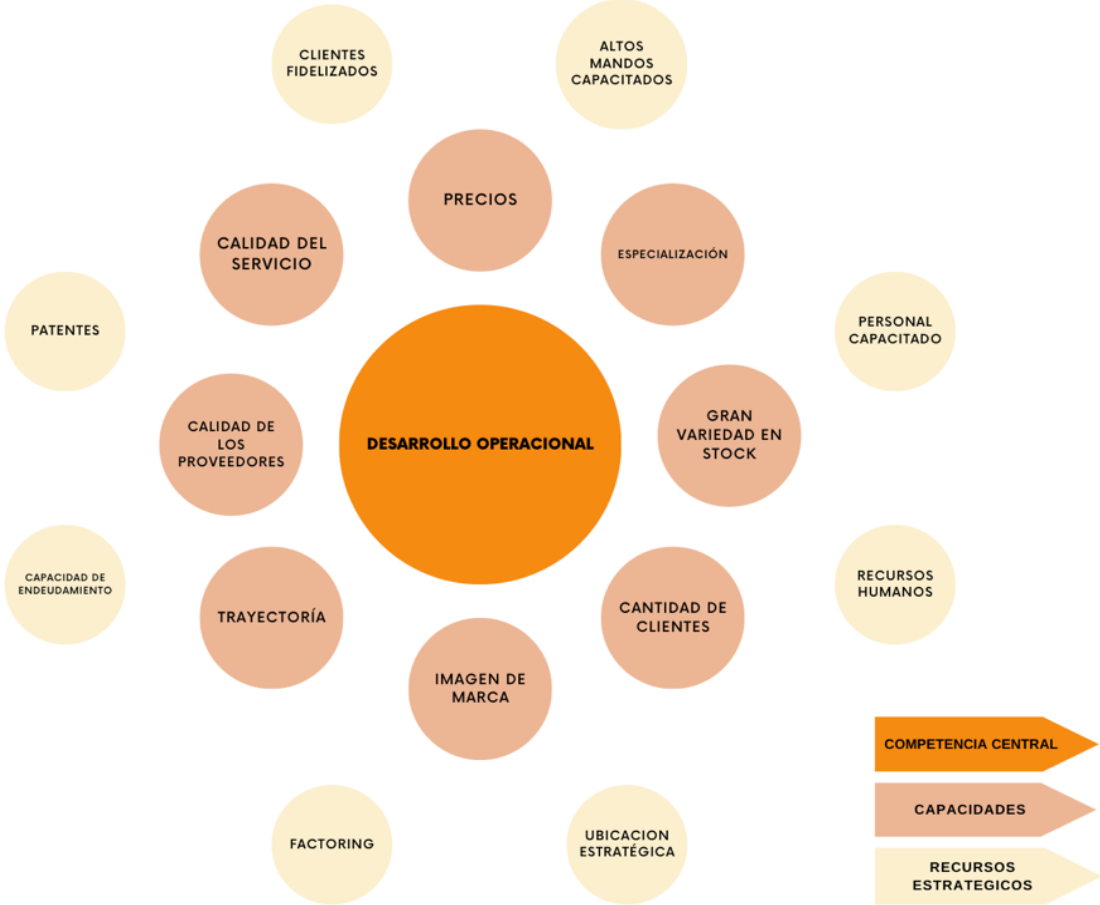 CLIENTES
FIDELIZADOS
ALTOS
MANDOS
CAPACITADOS
PRECIOS
CALIDAD DEL
SERVICIO
ESPECIALIZACIÓN
PATENTES
PERSONAL
CAPACITADO
CALIDAD DE
LOS
PROVEEDORES
DESARROLLO OPERACIONAL
GRAN
VARIEDAD EN
STOCK
CAPACIDAD DE
ENDEUDAMIENTO
TRAYECTORÍA
CANTIDAD DE
CLIENTES
RECURSOS
HUMANOS
IMAGEN DE
MARCA
FACTORING
UBICACION
ESTRATÉGICA
COMPETENCIA CENTRAL
CAPACIDADES
RECURSOS
ESTRATEGICOS